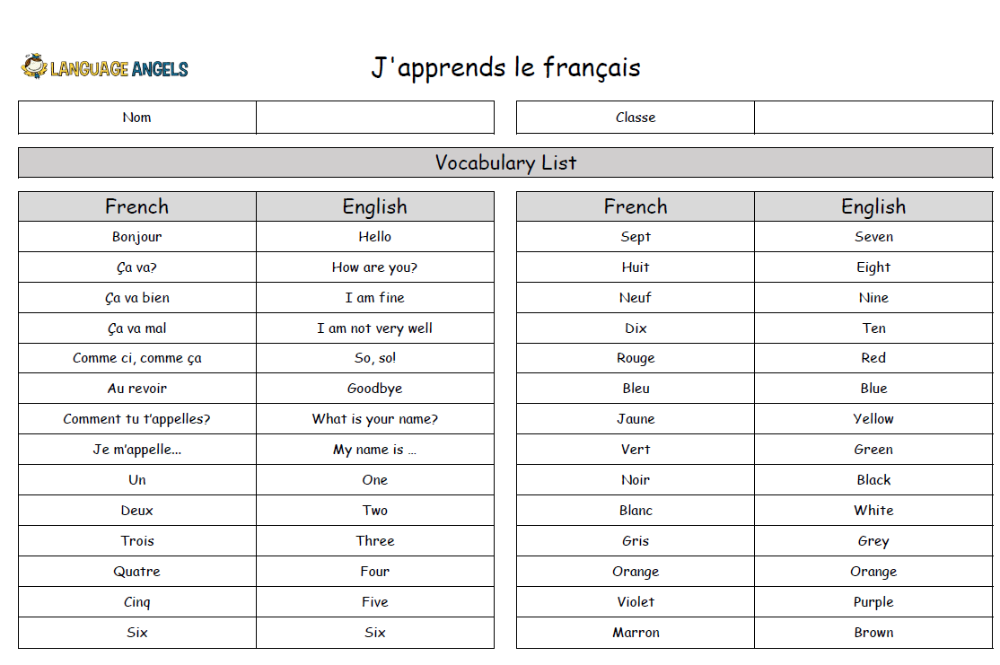 LANGUAGE ANGELS
J'apprends le français
Nom
Classe
Vocabulary List
French English
Bonjour Hello
Ça va? How are you?
Ça va bien I am fine
Ça va mal I am not very well
Comme ci, comme ça So, so!
Au revoir Goodbye
Comment tu t’appelles? What is your name?
Je m’appelle... My name is …
Un One
Deux Two
Trois Three
Quatre Four
Cinq Five
Six Six
French English
Sept Seven
Huit Eight
Neuf Nine
Dix Ten
Rouge Red
Bleu Blue
Jaune Yellow
Vert Green
Noir Black
Blanc White
Gris Grey
Orange Orange
Violet Purple
Marron Brown